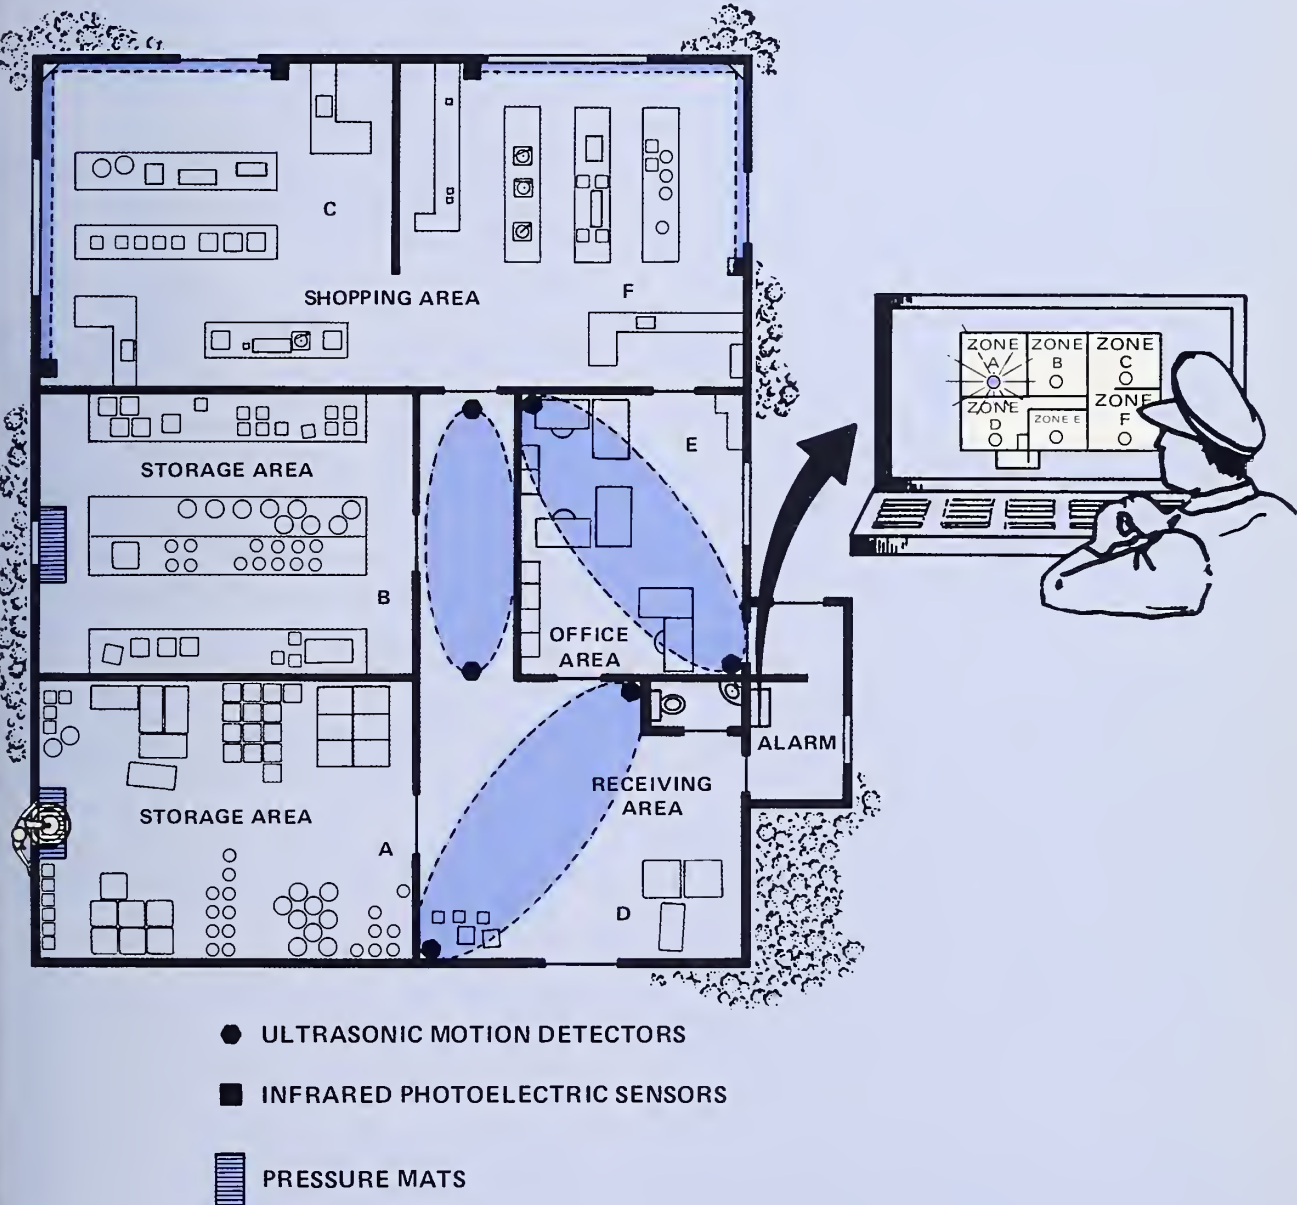 C
SHOPPING AREA
F
STORAGE AREA
B
E
OFFICE
AREA
ALARM
RECEIVING
AREA
STORAGE AREA
A
D
ZONE
A
ZONE
B
ZONE
C
ZONE
D
ZONE E
ZONE
F
ULTRASONIC MOTION DETECTORS
INFRARED PHOTOELECTRIC SENSORS
PRESSURE MATS